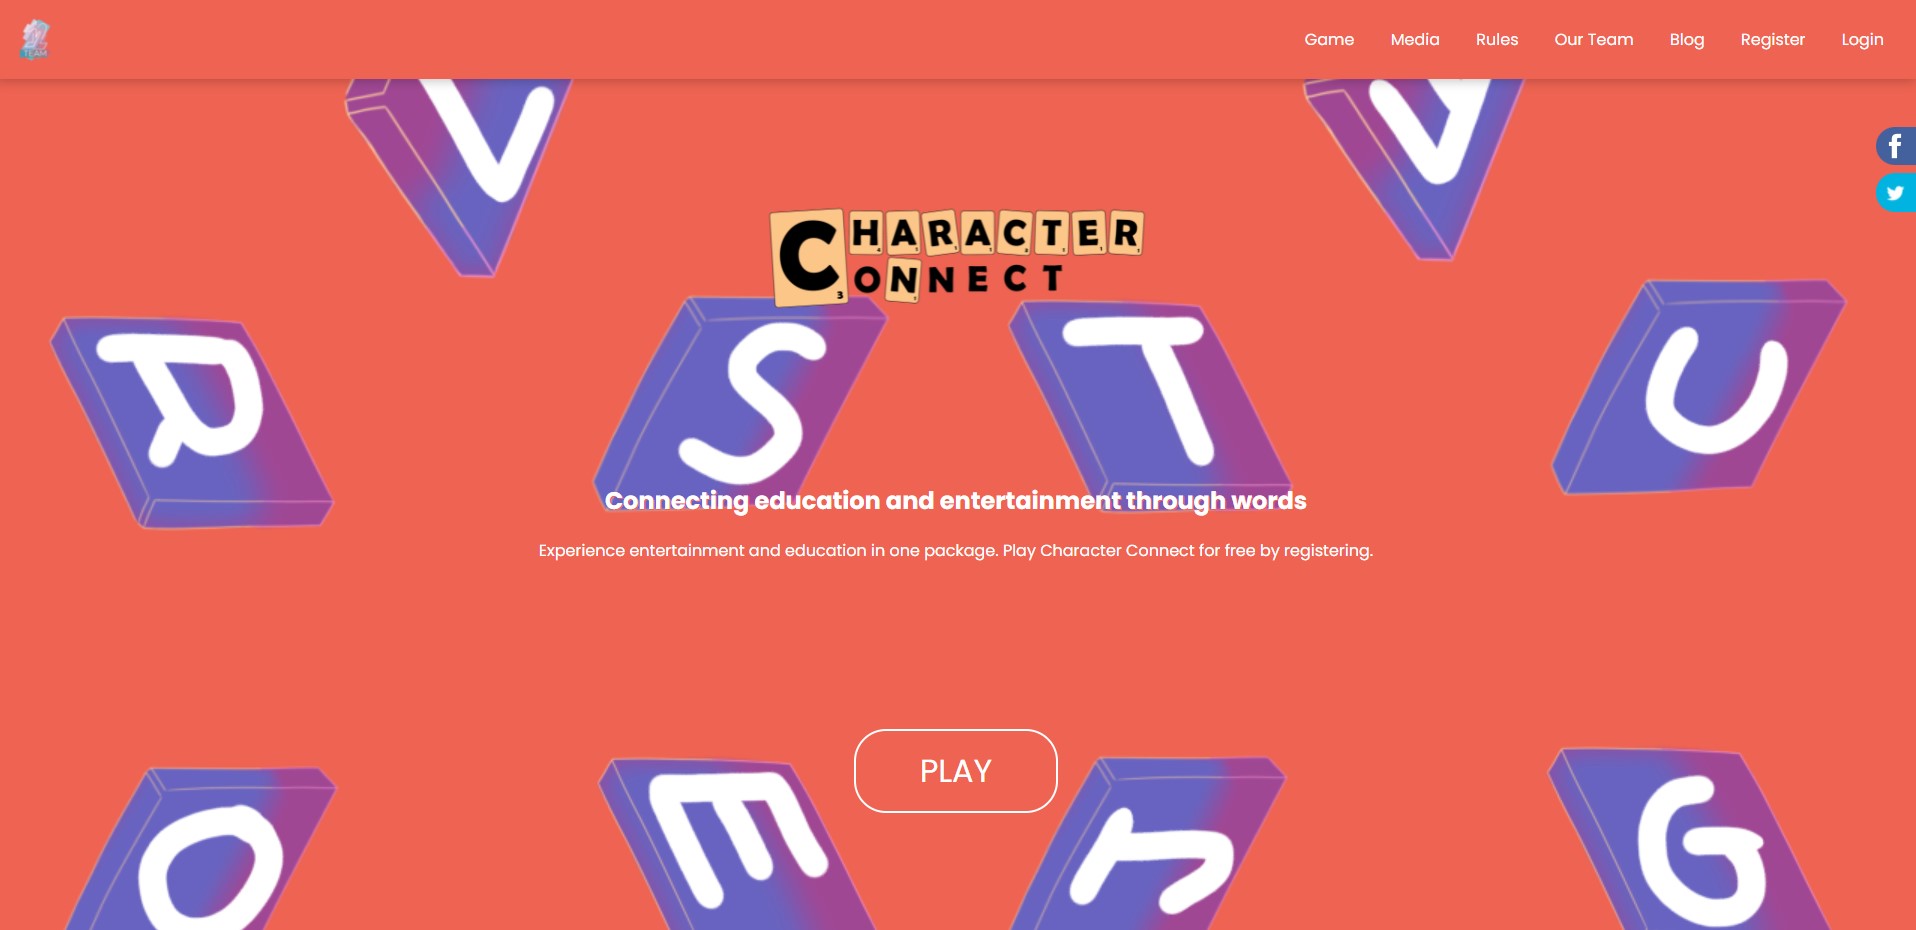 TEAM
Game Media Rules Our Team Blog Register Login
V V
CHARACTER
CONNECT
R S T U
Connecting education and entertainment through words
Experience entertainment and education in one package. Play Character Connect for free by registering.
PLAY
O E G